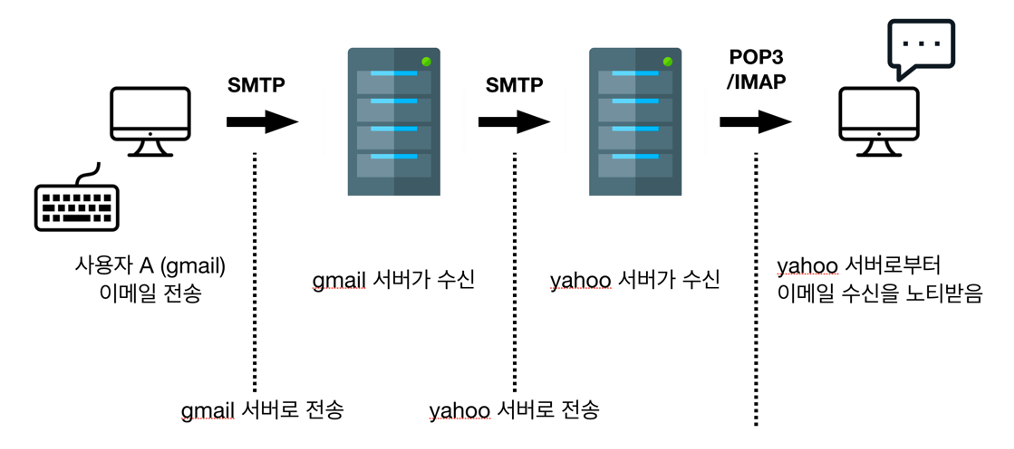 SMTP
SMTP
POP3
/IMAP
사용자 A (gmail)
이메일 전송
gmail 서버가 수신
yahoo 서버가 수신
yahoo 서버로부터
이메일 수신을 노티받음
gmail 서버로 전송
yahoo 서버로 전송